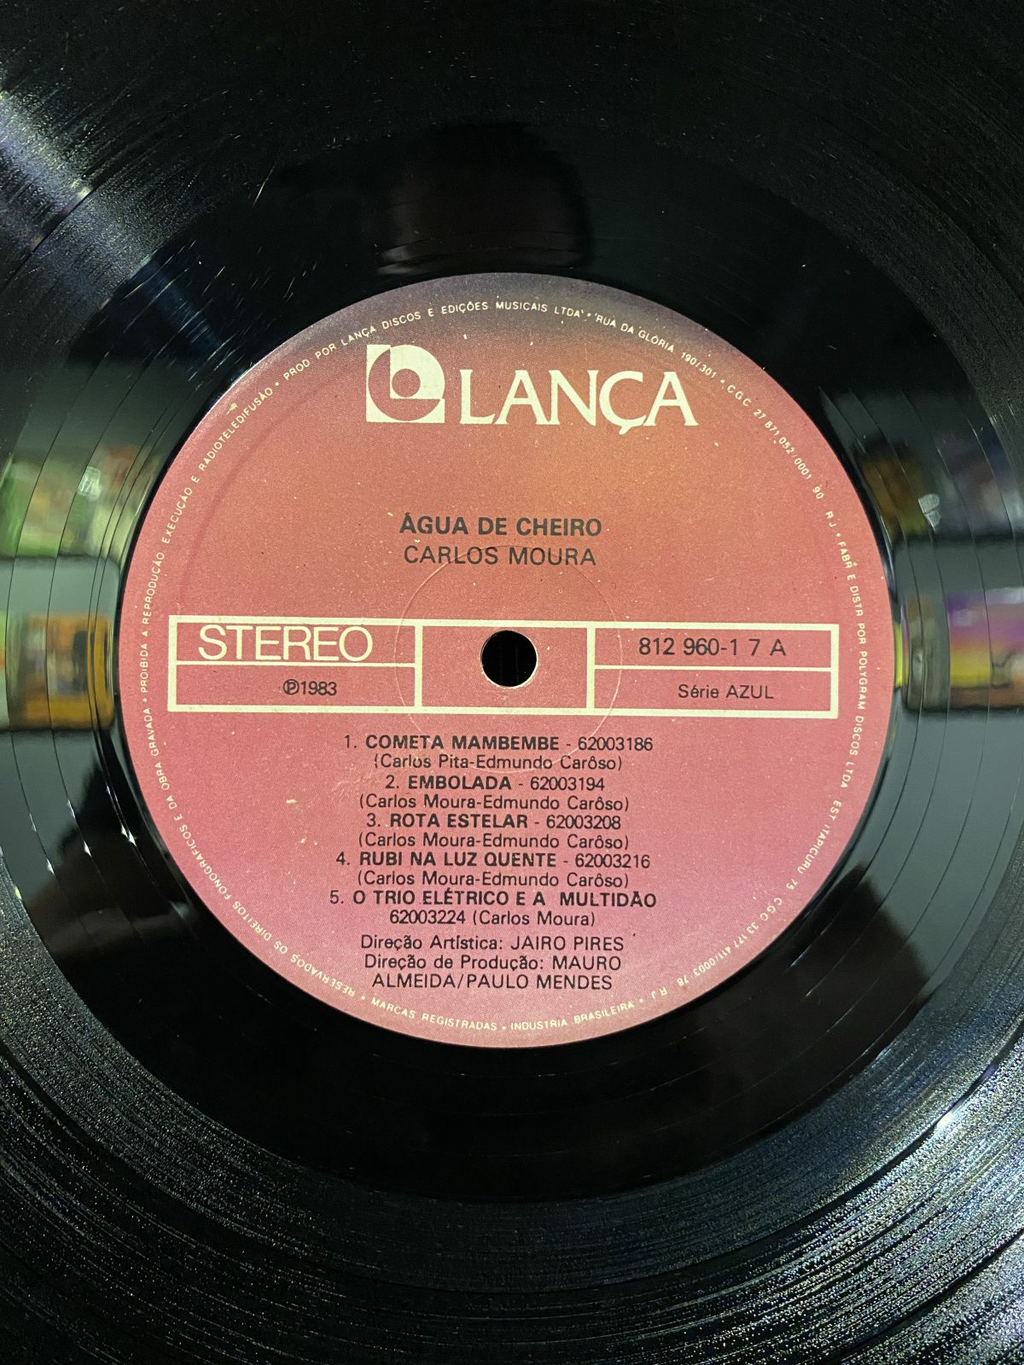 PROD POR LANÇA DISCOS E EDIÇÕES MUSICAIS LTDA • RUA DA GLÓRIA 190/301 • CGC 27 871 052/0001 90 R J • FABR E DISTR POR POLYGRAM DISCOS LTDA EST ITAPICURU 75 CGC 33 177 411/0003 78 R J •
INDUSTRIA BRASILEIRA • MARCAS REGISTRADAS • RESERVADOS OS DIREITOS FONOGRAFICOS E DA OBRA GRAVADA • PROIBIDA A REPRODUÇÃO EXECUÇÃO E RADIOTELEDIFUSÃO •
LANÇA
ÁGUA DE CHEIRO
CARLOS MOURA
STEREO
812 960-1 7 A
℗1983
Série AZUL
1. COMETA MAMBEMBE - 62003186
(Carlos Pita-Edmundo Carôso)
2. EMBOLADA - 62003194
(Carlos Moura-Edmundo Carôso)
3. ROTA ESTELAR - 62003208
(Carlos Moura-Edmundo Carôso)
4. RUBI NA LUZ QUENTE - 62003216
(Carlos Moura-Edmundo Carôso)
5. O TRIO ELÉTRICO E A MULTIDÃO
62003224 (Carlos Moura)
Direção Artística: JAIRO PIRES
Direção de Produção: MAURO
ALMEIDA/PAULO MENDES